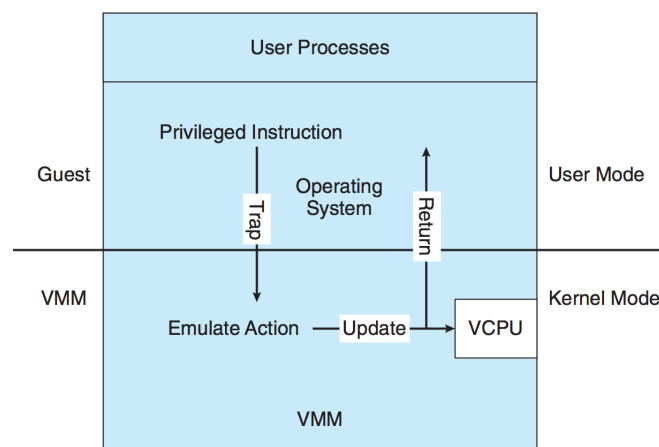 User Processes
Privileged Instruction
Guest
Operating
System
User Mode
Trap
Return
VMM
Kernel Mode
Emulate Action
Update
VCPU
VMM